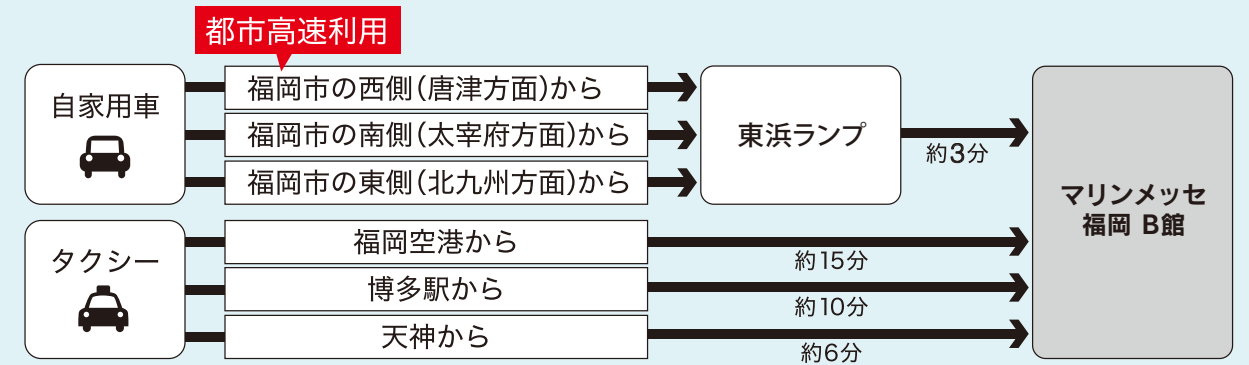 都市高速利用
自家用車
福岡市の西側(唐津方面)から
福岡市の南側(太宰府方面)から
福岡市の東側(北九州方面)から
東浜ランプ
約3分
タクシー
福岡空港から
約15分
博多駅から
約10分
天神から
約6分
マリンメッセ
福岡 B館